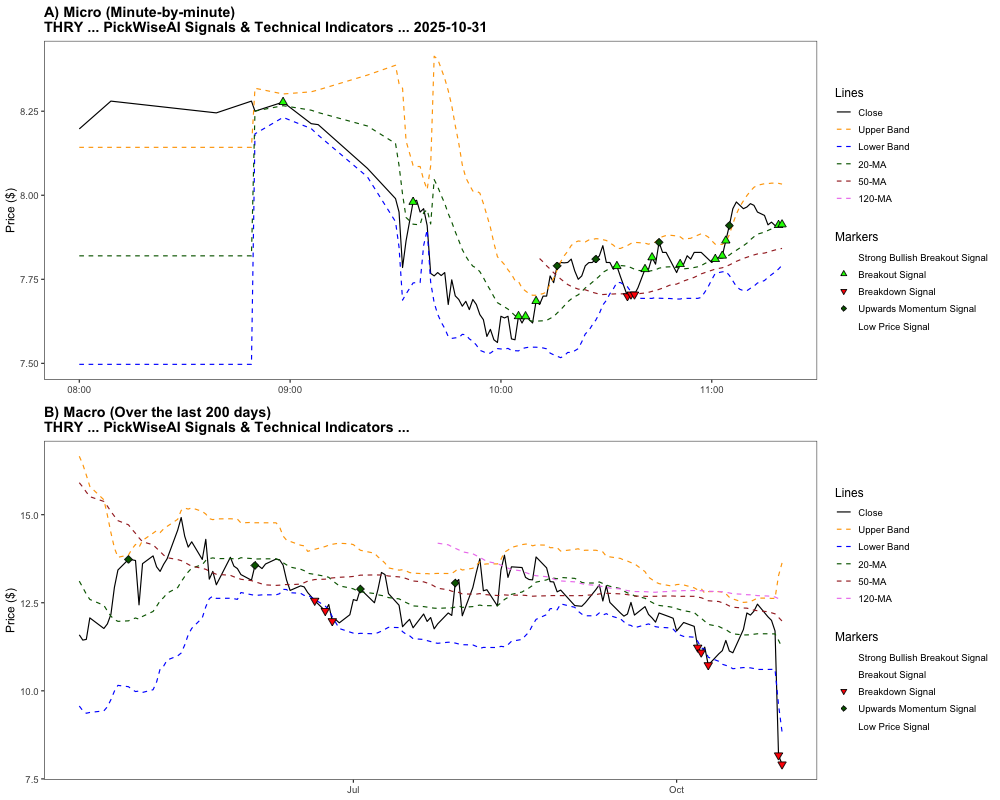 A) Micro (Minute-by-minute)
THRY ... PickWiseAI Signals & Technical Indicators ... 2025-10-31
Price ($)
8.25
8.00
7.75
7.50
08:00
09:00
10:00
11:00
Lines
Close
Upper Band
Lower Band
20-MA
50-MA
120-MA
Markers
Strong Bullish Breakout Signal
Breakout Signal
Breakdown Signal
Upwards Momentum Signal
Low Price Signal
B) Macro (Over the last 200 days)
THRY ... PickWiseAI Signals & Technical Indicators ...
Price ($)
15.0
12.5
10.0
7.5
Jul
Oct
Lines
Close
Upper Band
Lower Band
20-MA
50-MA
120-MA
Markers
Strong Bullish Breakout Signal
Breakout Signal
Breakdown Signal
Upwards Momentum Signal
Low Price Signal